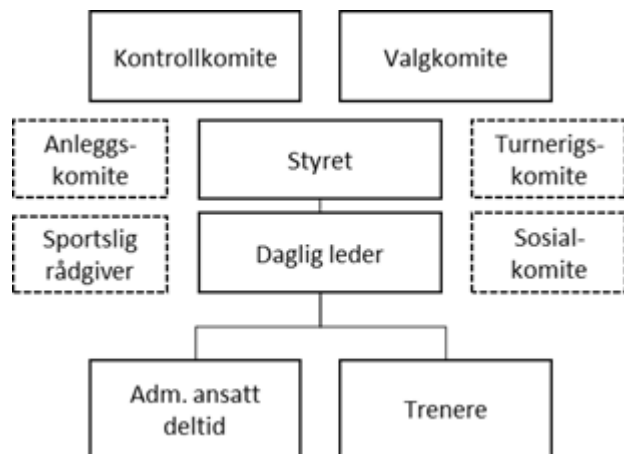 Kontrollkomite
Valgkomite
Anleggs-
komite
Styret
Turnerigs-
komite
Sportslig
rådgiver
Daglig leder
Sosial-
komite
Adm. ansatt
deltid
Trenere